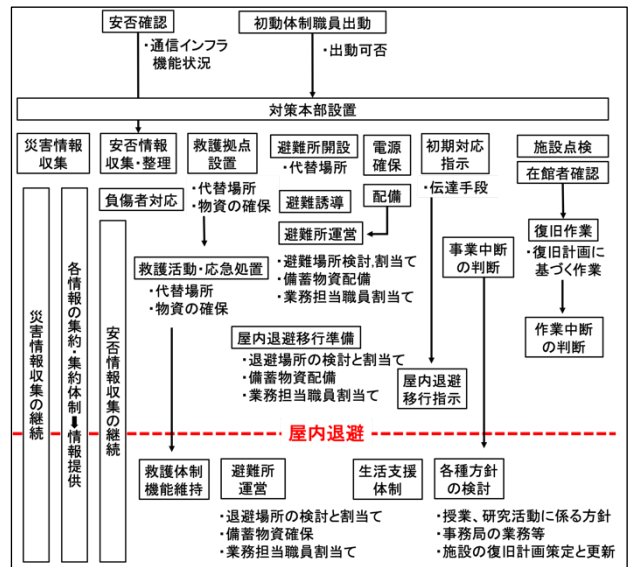 安否確認
・通信インフラ
機能状況
初動体制職員出動
・出動可否
対策本部設置
災害情報
収集
安否情報
収集・整理
救護拠点
設置
・代替場所
・物資の確保
避難所開設
・代替場所
電源
確保
初期対応
指示
・伝達手段
施設点検
在館者確認
負傷者対応
避難誘導
配備
避難所運営
・避難場所検討,割当て
・備蓄物資配備
・業務担当職員割当て
事業中断
の判断
復旧作業
・復旧計画に
基づく作業
救護活動・応急処置
・代替場所
・物資の確保
作業中断
の判断
屋内退避移行準備
・退避場所の検討と割当て
・備蓄物資配備
・業務担当職員割当て
屋内退避
移行指示
災害情報収集の継続
各情報の集約・集約体制➡情報提供
安否情報収集の継続
屋内退避
救護体制
機能維持
避難所
運営
・退避場所の検討と割当て
・備蓄物資確保
・業務担当職員割当て
生活支援
体制
各種方針
の検討
・授業、研究活動に係る方針
・事務局の業務等
・施設の復旧計画策定と更新